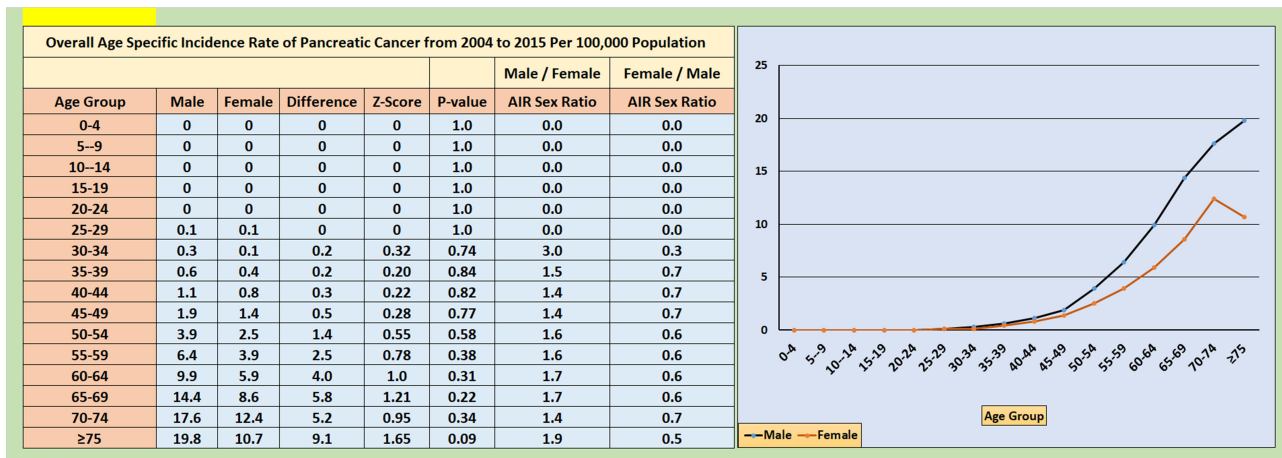 Overall Age Specific Incidence Rate of Pancreatic Cancer from 2004 to 2015 Per 100,000 Population
Male / Female Female / Male
Age Group Male Female Difference Z-Score P-value AIR Sex Ratio AIR Sex Ratio
0-4 0 0 0 0 1.0 0.0 0.0
5--9 0 0 0 0 1.0 0.0 0.0
10--14 0 0 0 0 1.0 0.0 0.0
15-19 0 0 0 0 1.0 0.0 0.0
20-24 0 0 0 0 1.0 0.0 0.0
25-29 0.1 0.1 0 0 1.0 0.0 0.0
30-34 0.3 0.1 0.2 0.32 0.74 3.0 0.3
35-39 0.6 0.4 0.2 0.20 0.84 1.5 0.7
40-44 1.1 0.8 0.3 0.22 0.82 1.4 0.7
45-49 1.9 1.4 0.5 0.28 0.77 1.4 0.7
50-54 3.9 2.5 1.4 0.55 0.58 1.6 0.6
55-59 6.4 3.9 2.5 0.78 0.38 1.6 0.6
60-64 9.9 5.9 4.0 1.0 0.31 1.7 0.6
65-69 14.4 8.6 5.8 1.21 0.22 1.7 0.6
70-74 17.6 12.4 5.2 0.95 0.34 1.4 0.7
≥75 19.8 10.7 9.1 1.65 0.09 1.9 0.5
25
20
15
10
5
0
0-4 5--9 10--14 15-19 20-24 25-29 30-34 35-39 40-44 45-49 50-54 55-59 60-64 65-69 70-74 ≥75
Age Group
Male Female